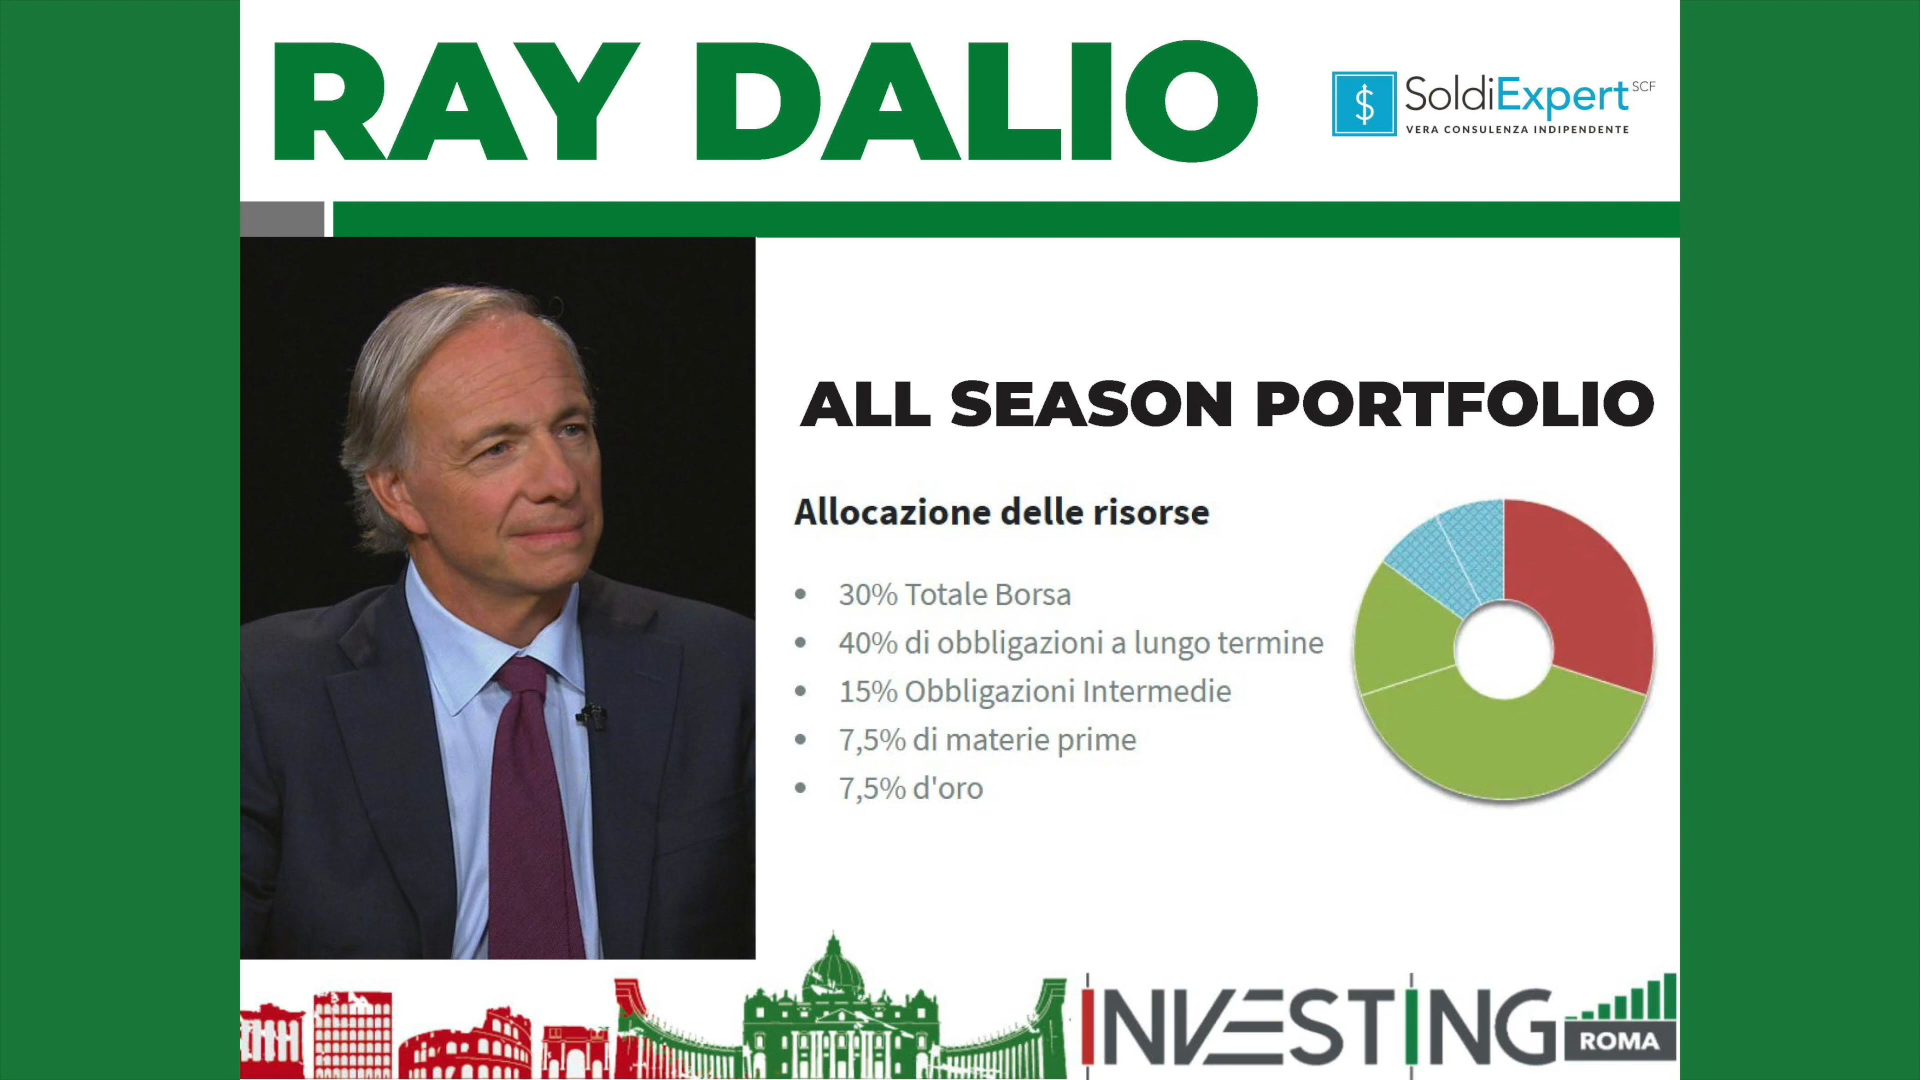 RAY DALIO
SoldiExpert SCF
VERA CONSULENZA INDIPENDENTE
ALL SEASON PORTFOLIO
Allocazione delle risorse
• 30% Totale Borsa
• 40% di obbligazioni a lungo termine
• 15% Obbligazioni Intermedie
• 7,5% di materie prime
• 7,5% d'oro
INVESTING
ROMA